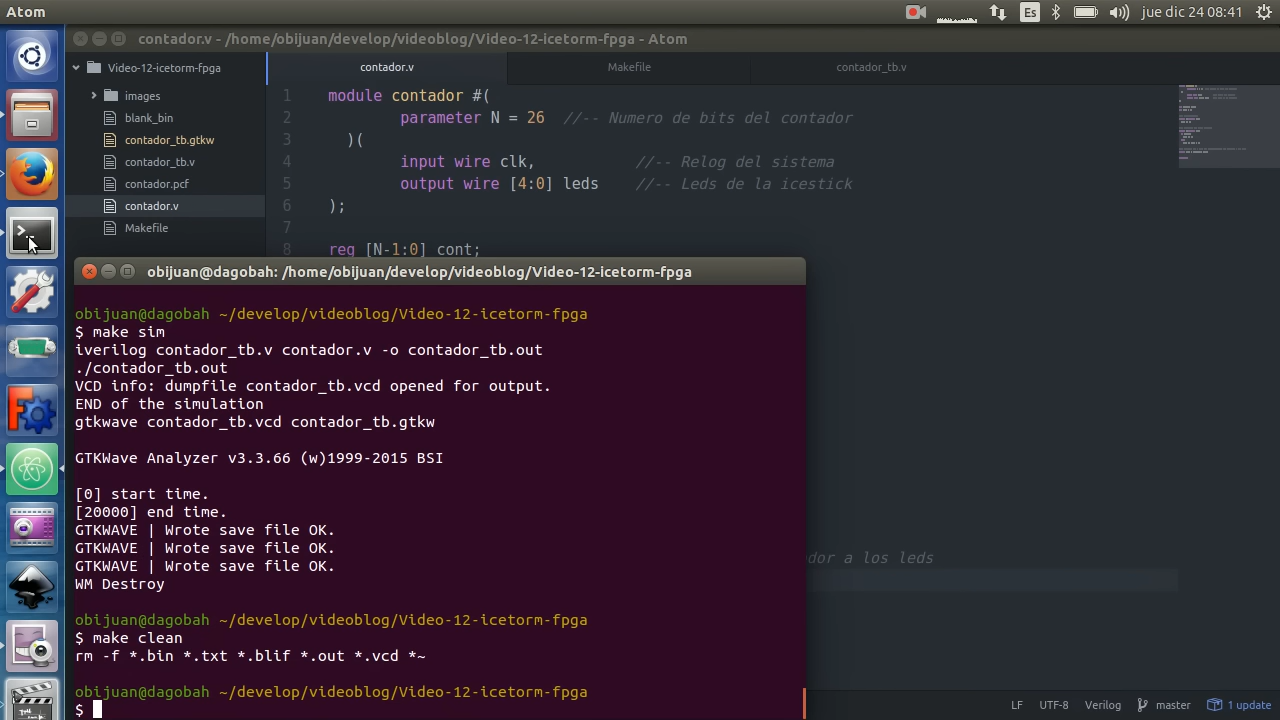 Atom
Es
jue dic 24 08:41
contador.v - /home/obijuan/develop/videoblog/Video-12-icetorm-fpga - Atom
Video-12-icetorm-fpga
images
blank_bin
contador_tb.gtkw
contador_tb.v
contador.pcf
contador.v
Makefile
contador.v
Makefile
contador_tb.v
1 module contador #(
2 parameter N = 26 //-- Numero de bits del contador
3 )(
4 input wire clk, //-- Relog del sistema
5 output wire [4:0] leds //-- Leds de la icestick
6 );
7
8 reg [N-1:0] cont;
dor a los leds
obijuan@dagobah: /home/obijuan/develop/videoblog/Video-12-icetorm-fpga
obijuan@dagobah ~/develop/videoblog/Video-12-icetorm-fpga
$ make sim
iverilog contador_tb.v contador.v -o contador_tb.out
./contador_tb.out
VCD info: dumpfile contador_tb.vcd opened for output.
END of the simulation
gtkwave contador_tb.vcd contador_tb.gtkw
GTKWave Analyzer v3.3.66 (w)1999-2015 BSI
[0] start time.
[20000] end time.
GTKWAVE | Wrote save file OK.
GTKWAVE | Wrote save file OK.
GTKWAVE | Wrote save file OK.
WM Destroy
obijuan@dagobah ~/develop/videoblog/Video-12-icetorm-fpga
$ make clean
rm -f *.bin *.txt *.blif *.out *.vcd *~
obijuan@dagobah ~/develop/videoblog/Video-12-icetorm-fpga
$
LF UTF-8 Verilog master 1 update